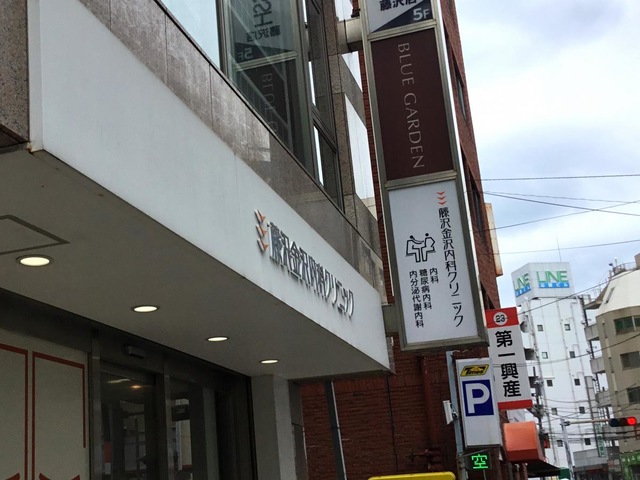 藤沢店
5F
BLUE GARDEN
藤沢金沢内科クリニック
内科
糖尿病内科
内分泌代謝内科
藤沢金沢内科クリニック
LINE
LINE
第一興産
P
空